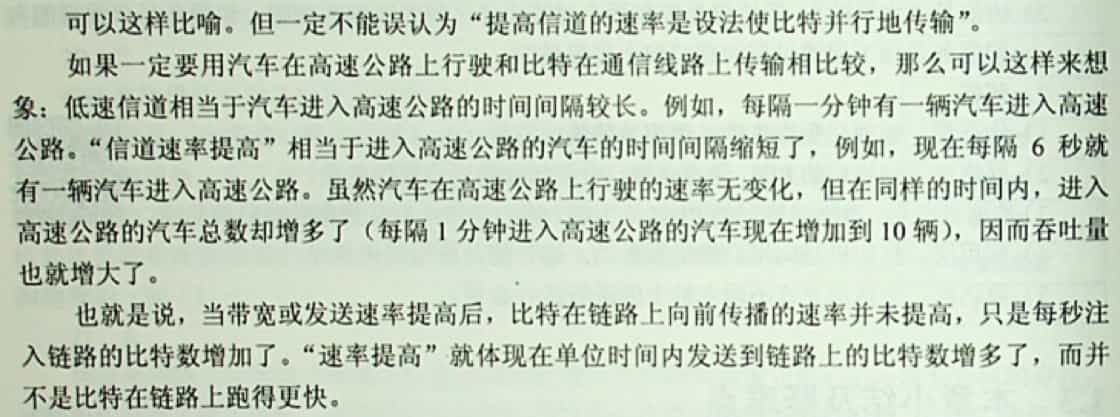 可以这样比喻。但一定不能误认为“提高信道的速率是设法使比特并行地传输”。
如果一定要用汽车在高速公路上行驶和比特在通信线路上传输相比较，那么可以这样来想
象：低速信道相当于汽车进入高速公路的时间间隔较长。例如，每隔一分钟有一辆汽车进入高速
公路。“信道速率提高”相当于进入高速公路的汽车的时间间隔缩短了，例如，现在每隔 6 秒就
有一辆汽车进入高速公路。虽然汽车在高速公路上行驶的速率无变化，但在同样的时间内，进入
高速公路的汽车总数却增多了（每隔 1 分钟进入高速公路的汽车现在增加到 10 辆），因而吞吐量
也就增大了。
也就是说，当带宽或发送速率提高后，比特在链路上向前传播的速率并未提高，只是每秒注
入链路的比特数增加了。“速率提高”就体现在单位时间内发送到链路上的比特数增多了，而并
不是比特在链路上跑得更快。